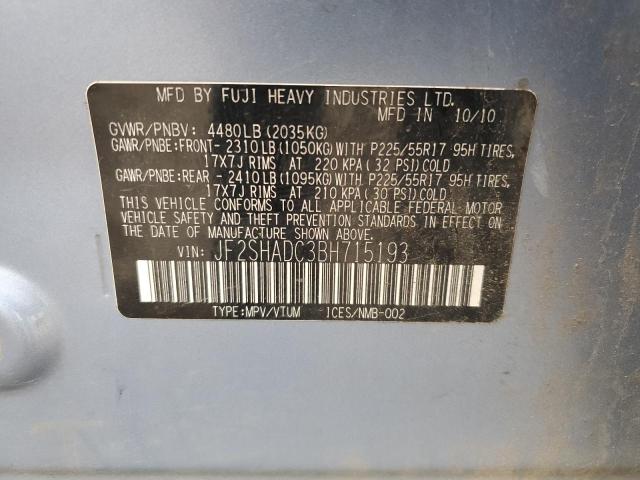 MFD BY FUJI HEAVY INDUSTRIES LTD.
MFD IN 10/10
GVWR/PNBV: 4480LB(2035KG)
GAWR/PNBE:FRONT- 2310LB(1050KG)WITH P225/55R17 95H TIRES,
17X7J RIMS AT 220 KPA(32 PSI)COLD
GAWR/PNBE:REAR - 2410LB(1095KG)WITH P225/55R17 95H TIRES,
17X7J RIMS AT 210 KPA(30 PSI)COLD
THIS VEHICLE CONFORMS TO ALL APPLICABLE FEDERAL MOTOR
VEHICLE SAFETY AND THEFT PREVENTION STANDARDS IN EFFECT ON
THE DATE OF MANUFACTURE SHOWN ABOVE.
VIN: JF2SHADC3BH715193
TYPE:MPV/VTUM ICES/NMB-002